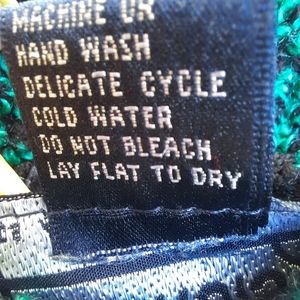 MACHINE OR
HAND WASH
DELICATE CYCLE
COLD WATER
DO NOT BLEACH
LAY FLAT TO DRY